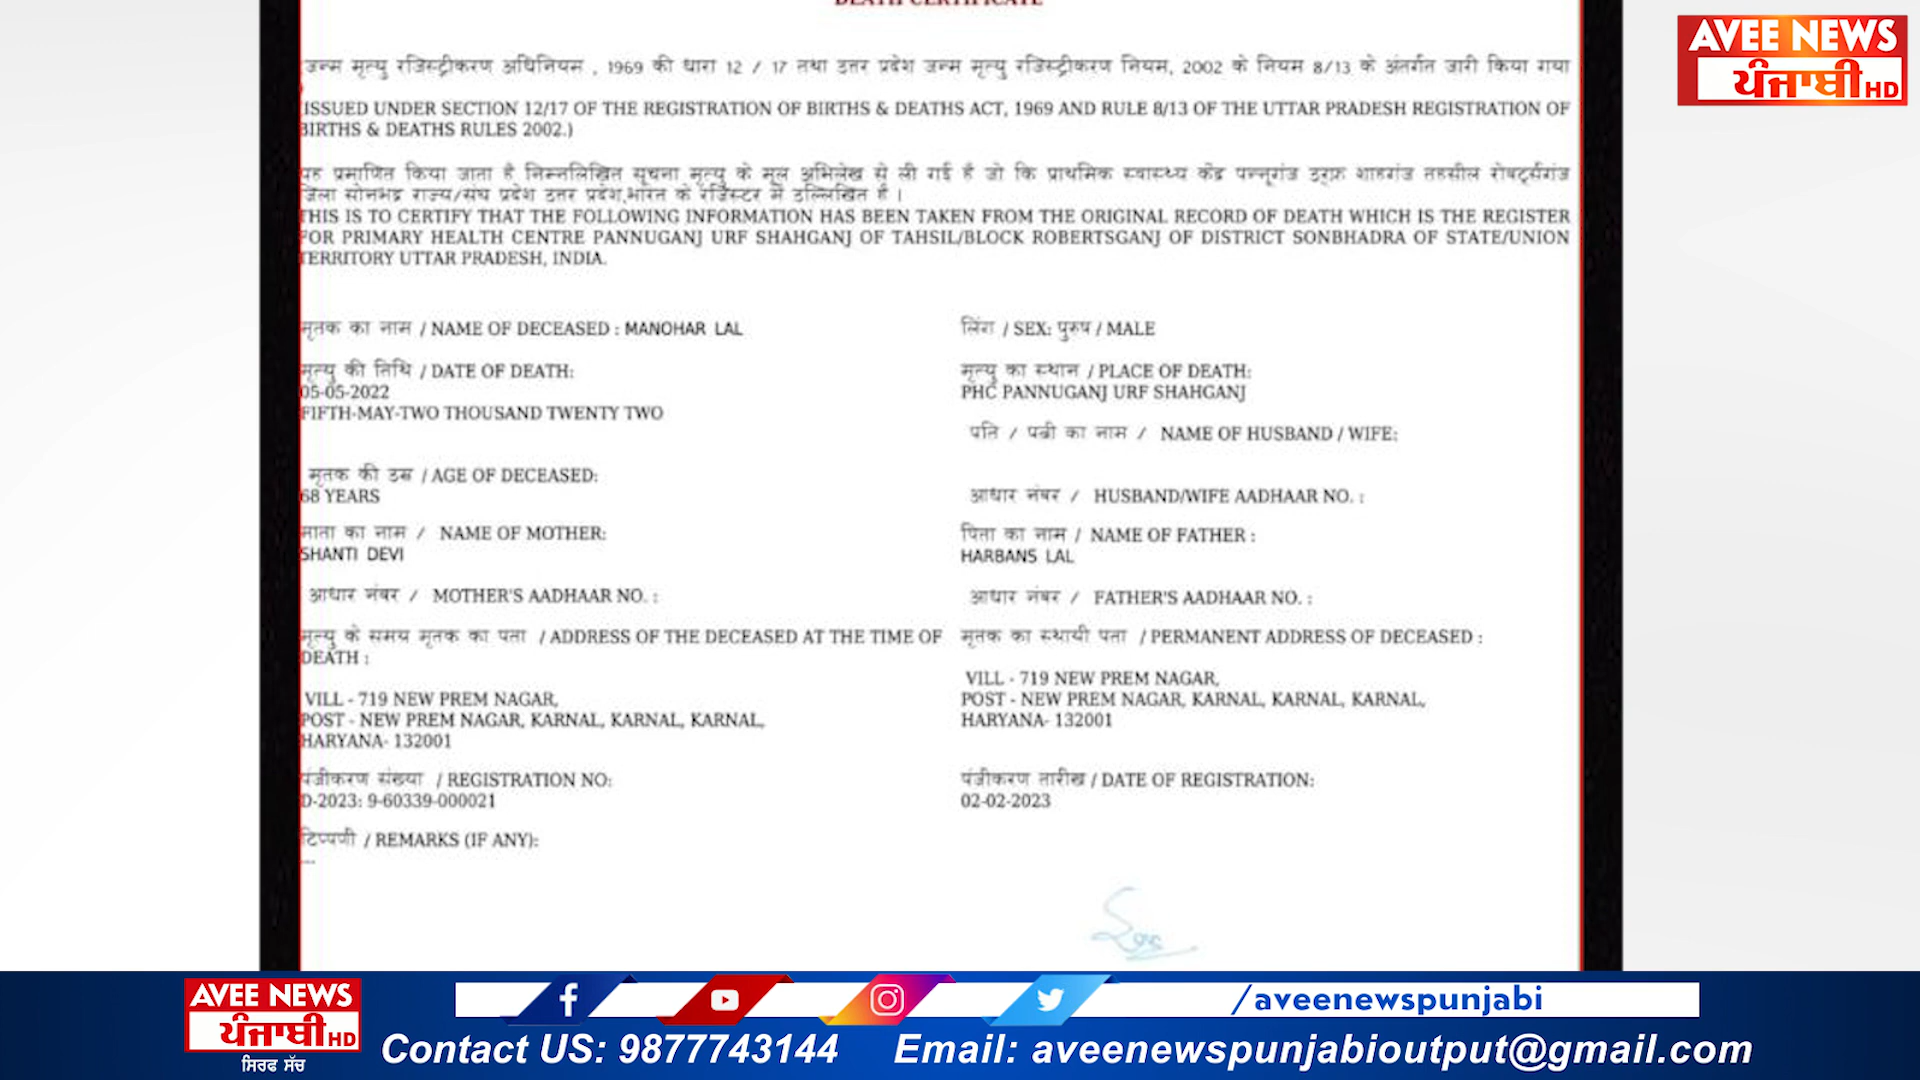 DEATH CERTIFICATE
AVEE NEWS
ਪੰਜਾਬੀ HD
जन्म मृत्यु रजिस्ट्रीकरण अधिनियम , 1969 की धारा 12 / 17 तथा उत्तर प्रदेश जन्म मृत्यु रजिस्ट्रीकरण नियम, 2002 के नियम 8/13 के अंतर्गत जारी किया गया
)
(ISSUED UNDER SECTION 12/17 OF THE REGISTRATION OF BIRTHS & DEATHS ACT, 1969 AND RULE 8/13 OF THE UTTAR PRADESH REGISTRATION OF
BIRTHS & DEATHS RULES 2002.)
यह प्रमाणित किया जाता है निम्नलिखित सूचना मृत्यु के मूल अभिलेख से ली गई है जो कि प्राथमिक स्वास्थ्य केंद्र पन्नूगंज उर्फ़ शाहगंज तहसील रोबर्ट्सगंज
जिला सोनभद्र राज्य/संघ प्रदेश उत्तर प्रदेश,भारत के रजिस्टर में उल्लिखित है ।
THIS IS TO CERTIFY THAT THE FOLLOWING INFORMATION HAS BEEN TAKEN FROM THE ORIGINAL RECORD OF DEATH WHICH IS THE REGISTER
FOR PRIMARY HEALTH CENTRE PANNUGANJ URF SHAHGANJ OF TAHSIL/BLOCK ROBERTSGANJ OF DISTRICT SONBHADRA OF STATE/UNION
TERRITORY UTTAR PRADESH, INDIA.
मृतक का नाम / NAME OF DECEASED : MANOHAR LAL
लिंग / SEX: पुरुष / MALE
मृत्यु की तिथि / DATE OF DEATH:
05-05-2022
FIFTH-MAY-TWO THOUSAND TWENTY TWO
मृत्यु का स्थान / PLACE OF DEATH:
PHC PANNUGANJ URF SHAHGANJ
पति / पत्नी का नाम / NAME OF HUSBAND / WIFE:
मृतक की उम्र / AGE OF DECEASED:
68 YEARS
आधार नंबर / HUSBAND/WIFE AADHAAR NO. :
माता का नाम / NAME OF MOTHER:
SHANTI DEVI
पिता का नाम / NAME OF FATHER :
HARBANS LAL
आधार नंबर / MOTHER'S AADHAAR NO. :
आधार नंबर / FATHER'S AADHAAR NO. :
मृत्यु के समय मृतक का पता / ADDRESS OF THE DECEASED AT THE TIME OF
DEATH :
VILL - 719 NEW PREM NAGAR,
POST - NEW PREM NAGAR, KARNAL, KARNAL, KARNAL,
HARYANA- 132001
मृतक का स्थायी पता / PERMANENT ADDRESS OF DECEASED :
VILL - 719 NEW PREM NAGAR,
POST - NEW PREM NAGAR, KARNAL, KARNAL, KARNAL,
HARYANA- 132001
पंजीकरण संख्या / REGISTRATION NO:
D-2023: 9-60339-000021
पंजीकरण तारीख / DATE OF REGISTRATION:
02-02-2023
टिप्पणी / REMARKS (IF ANY):
---
AVEE NEWS
ਪੰਜਾਬੀ HD
ਸਿਰਫ ਸੱਚ
/aveenewspunjabi
Contact US: 9877743144 Email: aveenewspunjabioutput@gmail.com